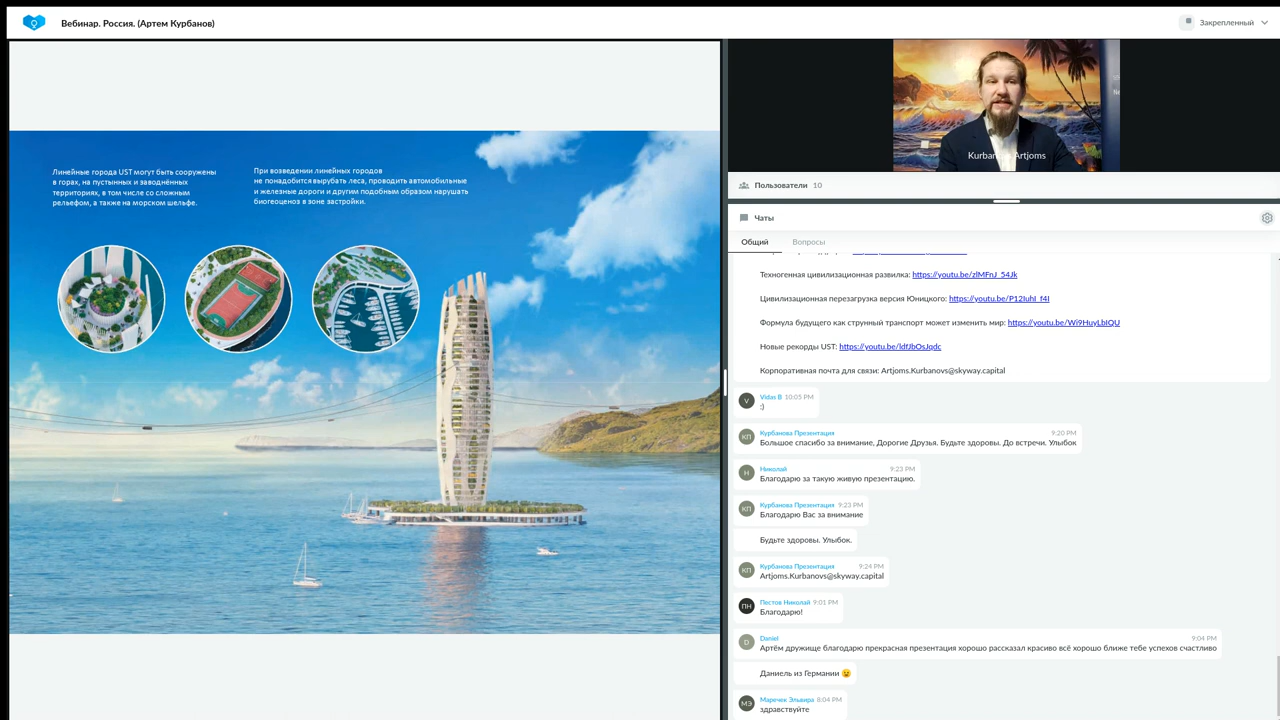 Вебинар. Россия. (Артем Курбанов)
Закрепленный
Линейные города UST могут быть сооружены
в горах, на пустынных и заводнённых
территориях, в том числе со сложным
рельефом, а также на морском шельфе.
При возведении линейных городов
не понадобится вырубать леса, проводить автомобильные
и железные дороги и другим подобным образом нарушать
биогеоценоз в зоне застройки.
Artjoms
Пользователи 10
Чаты
Общий Вопросы
Техногенная цивилизационная развилка: https://youtu.be/zlMFnJ_54Jk
Цивилизационная перезагрузка версия Юницкого: https://youtu.be/P12IuhI_f4I
Формула будущего как струнный транспорт может изменить мир: https://youtu.be/Wi9HuyLbIQU
Новые рекорды UST: https://youtu.be/ldfJbOsJqdc
Корпоративная почта для связи: Artjoms.Kurbanovs@skyway.capital
V
Vidas B 10:05 PM
:)
КП
Курбанова Презентация 9:20 PM
Большое спасибо за внимание, Дорогие Друзья. Будьте здоровы. До встречи. Улыбок
Н
Николай 9:23 PM
Благодарю за такую живую презентацию.
КП
Курбанова Презентация 9:23 PM
Благодарю Вас за внимание
Будьте здоровы. Улыбок.
КП
Курбанова Презентация 9:24 PM
Artjoms.Kurbanovs@skyway.capital
ПН
Пестов Николай 9:01 PM
Благодарю!
D
Daniel 9:04 PM
Артём дружище благодарю прекрасная презентация хорошо рассказал красиво всё хорошо ближе тебе успехов счастливо
Даниель из Германии 😉
МЭ
Маречек Эльвира 8:04 PM
здравствуйте